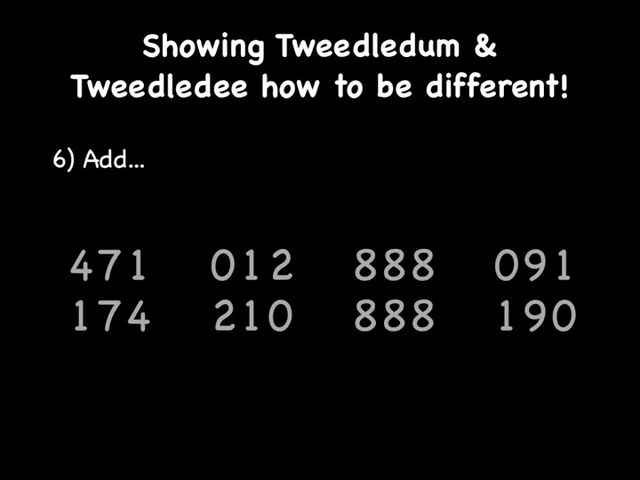 Showing Tweedledum &
Tweedledee how to be different!
6) Add...
471 012 888 091
174 210 888 190